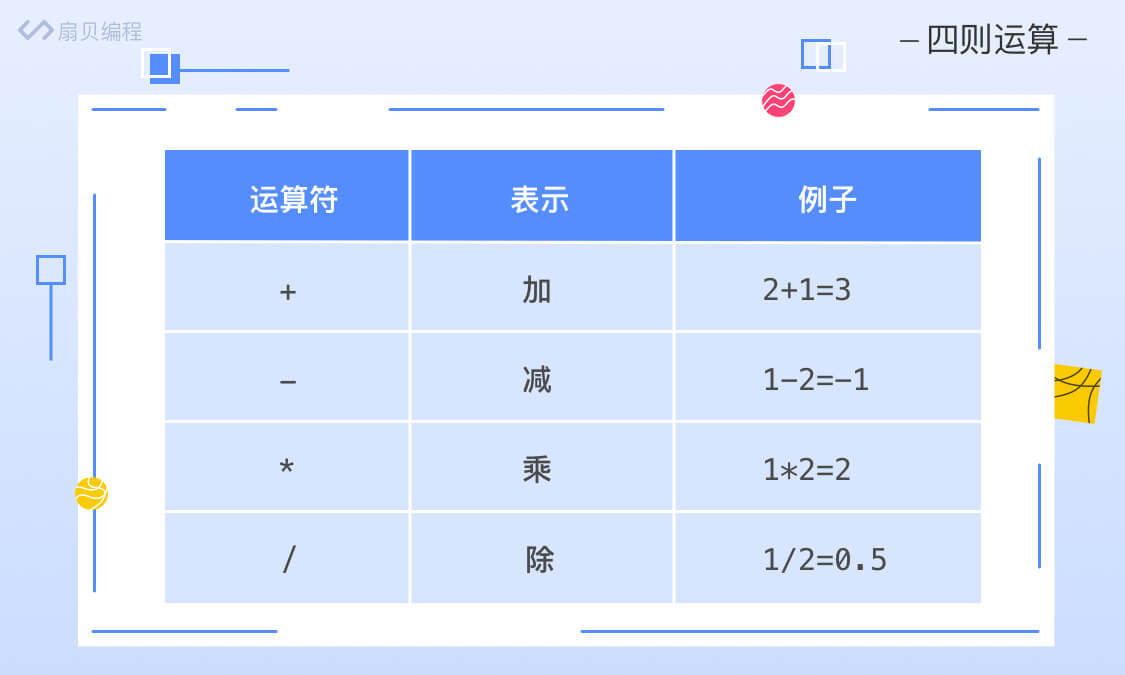 扇贝编程
— 四则运算 —
运算符 表示 例子
+ 加 2+1=3
- 减 1-2=-1
* 乘 1*2=2
/ 除 1/2=0.5